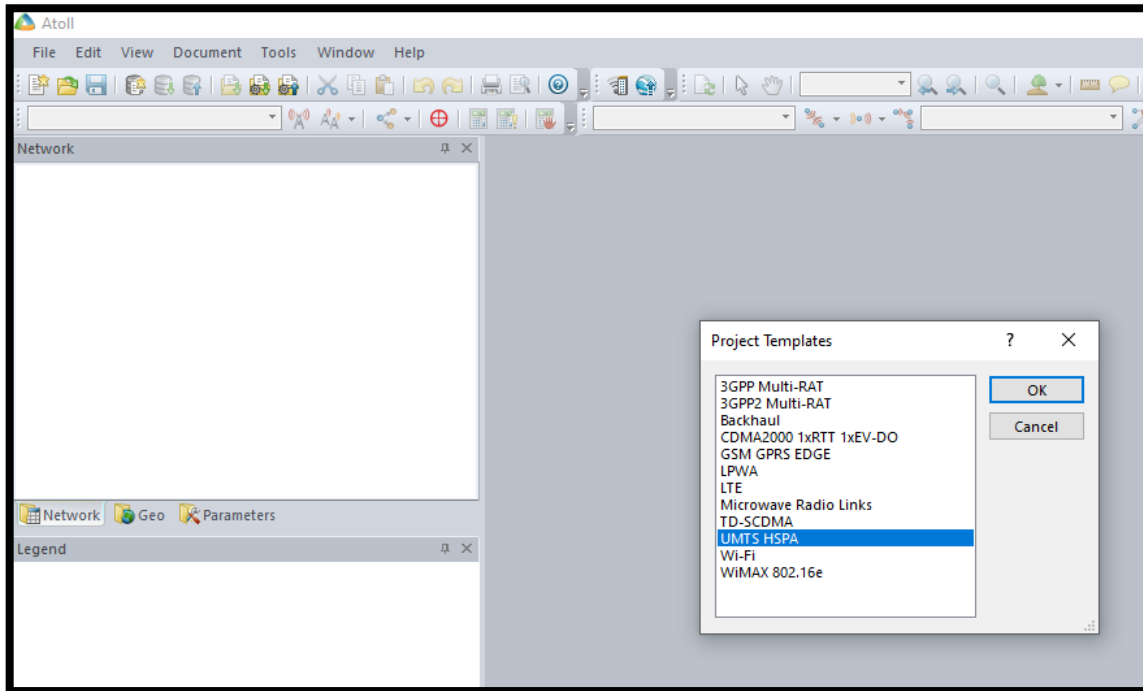 Atoll
File Edit View Document Tools Window Help
Network
Network Geo Parameters
Legend
Project Templates ?
3GPP Multi-RAT
3GPP2 Multi-RAT
Backhaul
CDMA2000 1xRTT 1xEV-DO
GSM GPRS EDGE
LPWA
LTE
Microwave Radio Links
TD-SCDMA
UMTS HSPA
Wi-Fi
WiMAX 802.16e
OK
Cancel